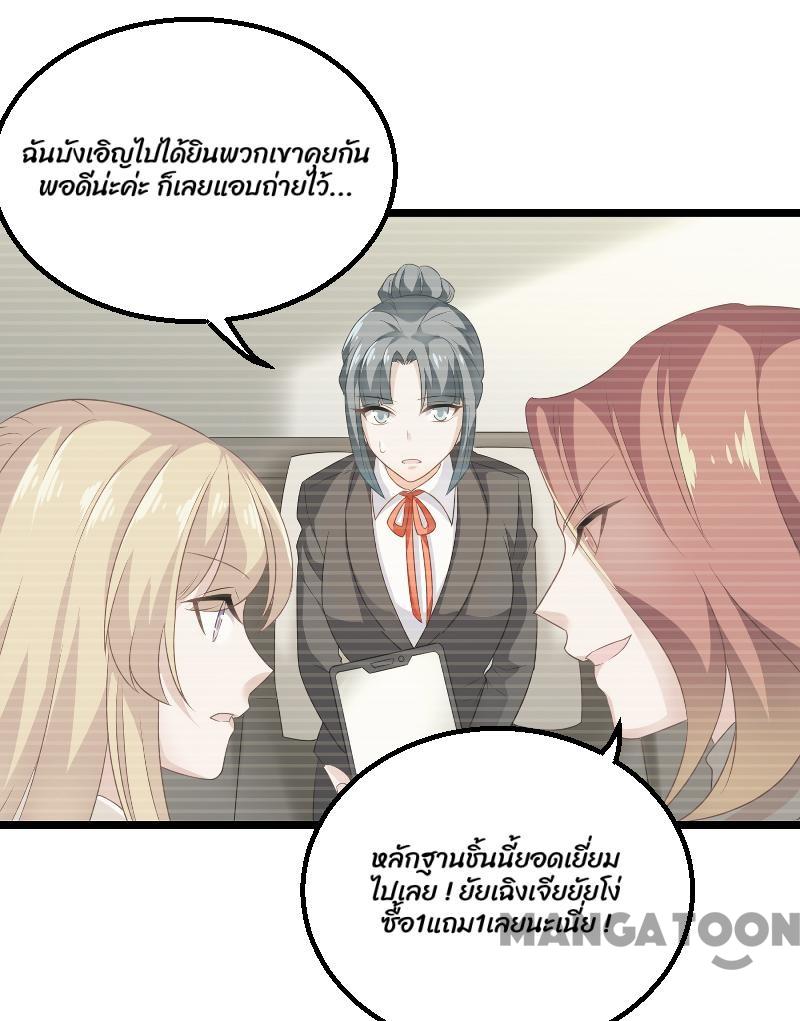 ฉันบังเอิญไปได้ยินพวกเขาคุยกัน
พอดีน่ะค่ะ ก็เลยแอบถ่ายไว้...
หลักฐานชิ้นนี้ยอดเยี่ยม
ไปเลย ! ยัยเฉิงเจียยัยโง่
ซื้อ1แถม1เลยนะเนี่ย !
MANGATOON